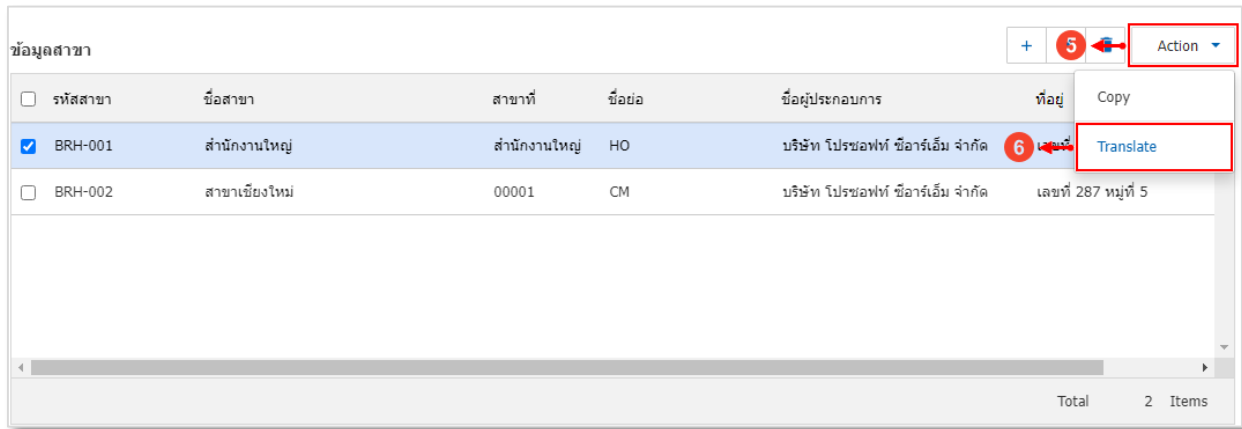 ข้อมูลสาขา
+ 5 Action
รหัสสาขา ชื่อสาขา สาขาที่ ชื่อย่อ ชื่อผู้ประกอบการ ที่อยู่ Copy
BRH-001 สำนักงานใหญ่ สำนักงานใหญ่ HO บริษัท โปรซอฟท์ ซีอาร์เอ็ม จำกัด 6 Translate
BRH-002 สาขาเชียงใหม่ 00001 CM บริษัท โปรซอฟท์ ซีอาร์เอ็ม จำกัด เลขที่ 287 หมู่ที่ 5
Total 2 Items